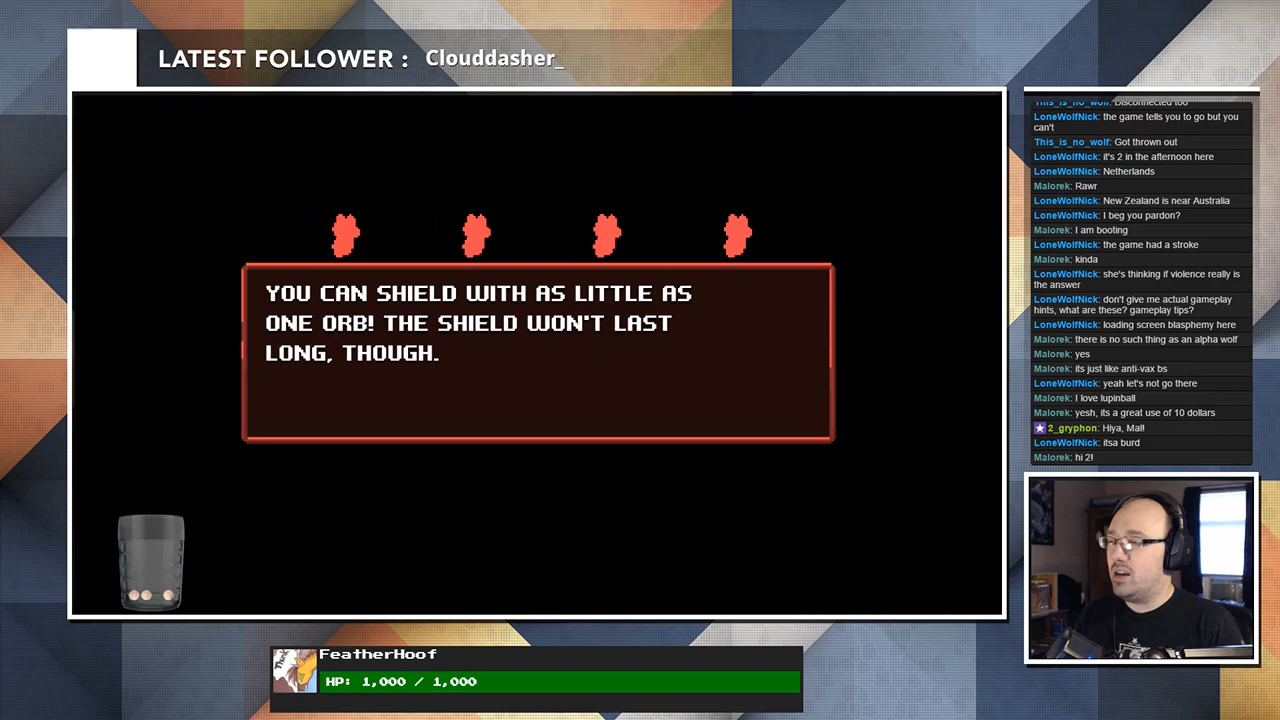 LATEST FOLLOWER : Clouddasher_
This_is_no_wolf: Disconnected too
LoneWolfNick: the game tells you to go but you
can't
This_is_no_wolf: Got thrown out
LoneWolfNick: it's 2 in the afternoon here
LoneWolfNick: Netherlands
Malorek: Rawr
LoneWolfNick: New Zealand is near Australia
LoneWolfNick: I beg you pardon?
Malorek: I am booting
LoneWolfNick: the game had a stroke
Malorek: kinda
LoneWolfNick: she's thinking if violence really is
the answer
LoneWolfNick: don't give me actual gameplay
hints, what are these? gameplay tips?
LoneWolfNick: loading screen blasphemy here
Malorek: there is no such thing as an alpha wolf
Malorek: yes
Malorek: its just like anti-vax bs
LoneWolfNick: yeah let's not go there
Malorek: I love lupinball
Malorek: yesh, its a great use of 10 dollars
2_gryphon: Hiya, Mal!
LoneWolfNick: itsa burd
Malorek: hi 2!
YOU CAN SHIELD WITH AS LITTLE AS
ONE ORB! THE SHIELD WON'T LAST
LONG, THOUGH.
FeatherHoof
HP: 1,000 / 1,000